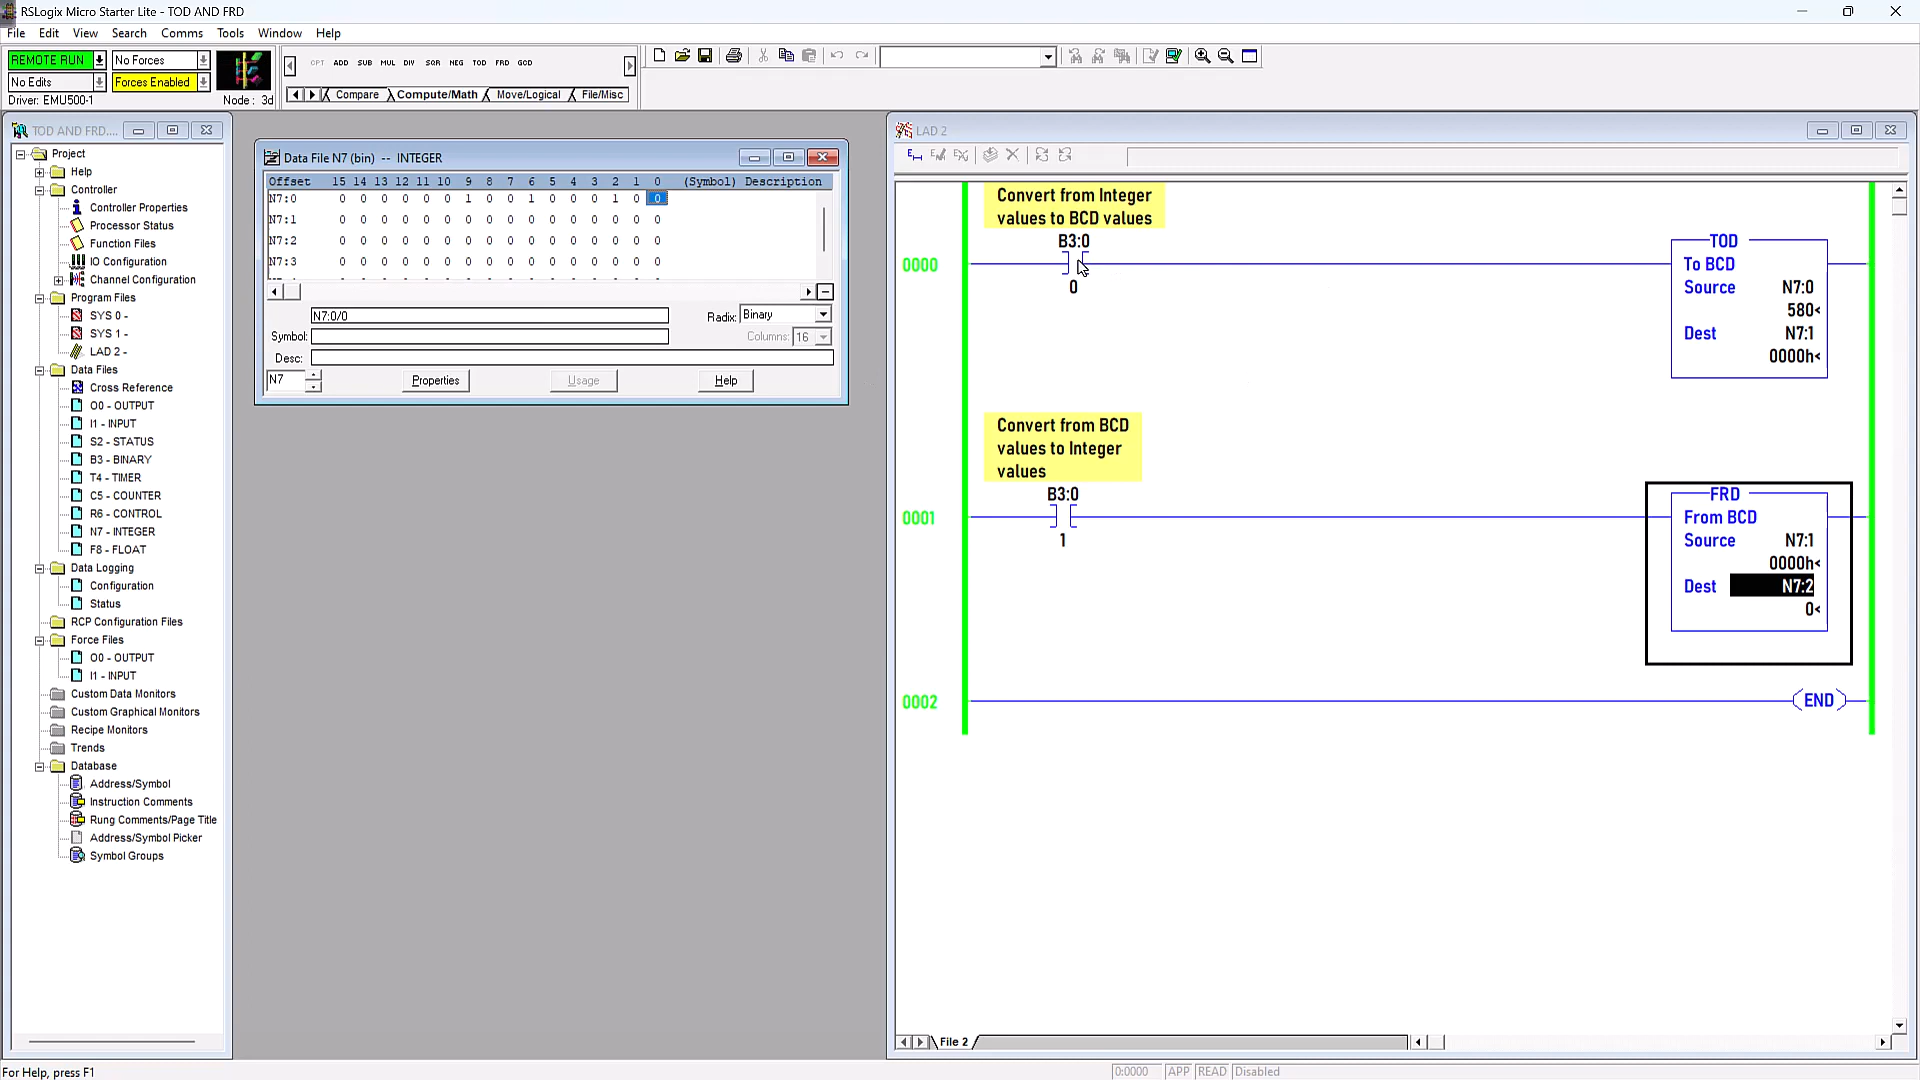 RSLogix Micro Starter Lite - TOD AND FRD
File Edit View Search Comms Tools Window Help
REMOTE RUN No Forces
No Edits Forces Enabled
Driver: EMU500-1 Node : 3d
CPT ADD SUB MUL DIV SQR NEG TOD FRD GCD
Compare Compute/Math Move/Logical File/Misc
TOD AND FRD....
Project
Help
Controller
Controller Properties
Processor Status
Function Files
IO Configuration
Channel Configuration
Program Files
SYS 0 -
SYS 1 -
LAD 2 -
Data Files
Cross Reference
O0 - OUTPUT
I1 - INPUT
S2 - STATUS
B3 - BINARY
T4 - TIMER
C5 - COUNTER
R6 - CONTROL
N7 - INTEGER
F8 - FLOAT
Data Logging
Configuration
Status
RCP Configuration Files
Force Files
O0 - OUTPUT
I1 - INPUT
Custom Data Monitors
Custom Graphical Monitors
Recipe Monitors
Trends
Database
Address/Symbol
Instruction Comments
Rung Comments/Page Title
Address/Symbol Picker
Symbol Groups
Data File N7 (bin) -- INTEGER
Offset 15 14 13 12 11 10 9 8 7 6 5 4 3 2 1 0 (Symbol) Description
N7:0 0 0 0 0 0 0 1 0 0 1 0 0 0 1 0 0
N7:1 0 0 0 0 0 0 0 0 0 0 0 0 0 0 0 0
N7:2 0 0 0 0 0 0 0 0 0 0 0 0 0 0 0 0
N7:3 0 0 0 0 0 0 0 0 0 0 0 0 0 0 0 0
N7:0/0 Radix: Binary
Symbol: Columns: 16
Desc:
N7 Properties Usage Help
LAD 2
Convert from Integer
values to BCD values
B3:0
0000
0
TOD
To BCD
Source N7:0
580<
Dest N7:1
0000h<
Convert from BCD
values to Integer
values
B3:0
0001
1
FRD
From BCD
Source N7:1
0000h<
Dest N7:2
0<
0002 END
File 2
For Help, press F1 0:0000 APP READ Disabled